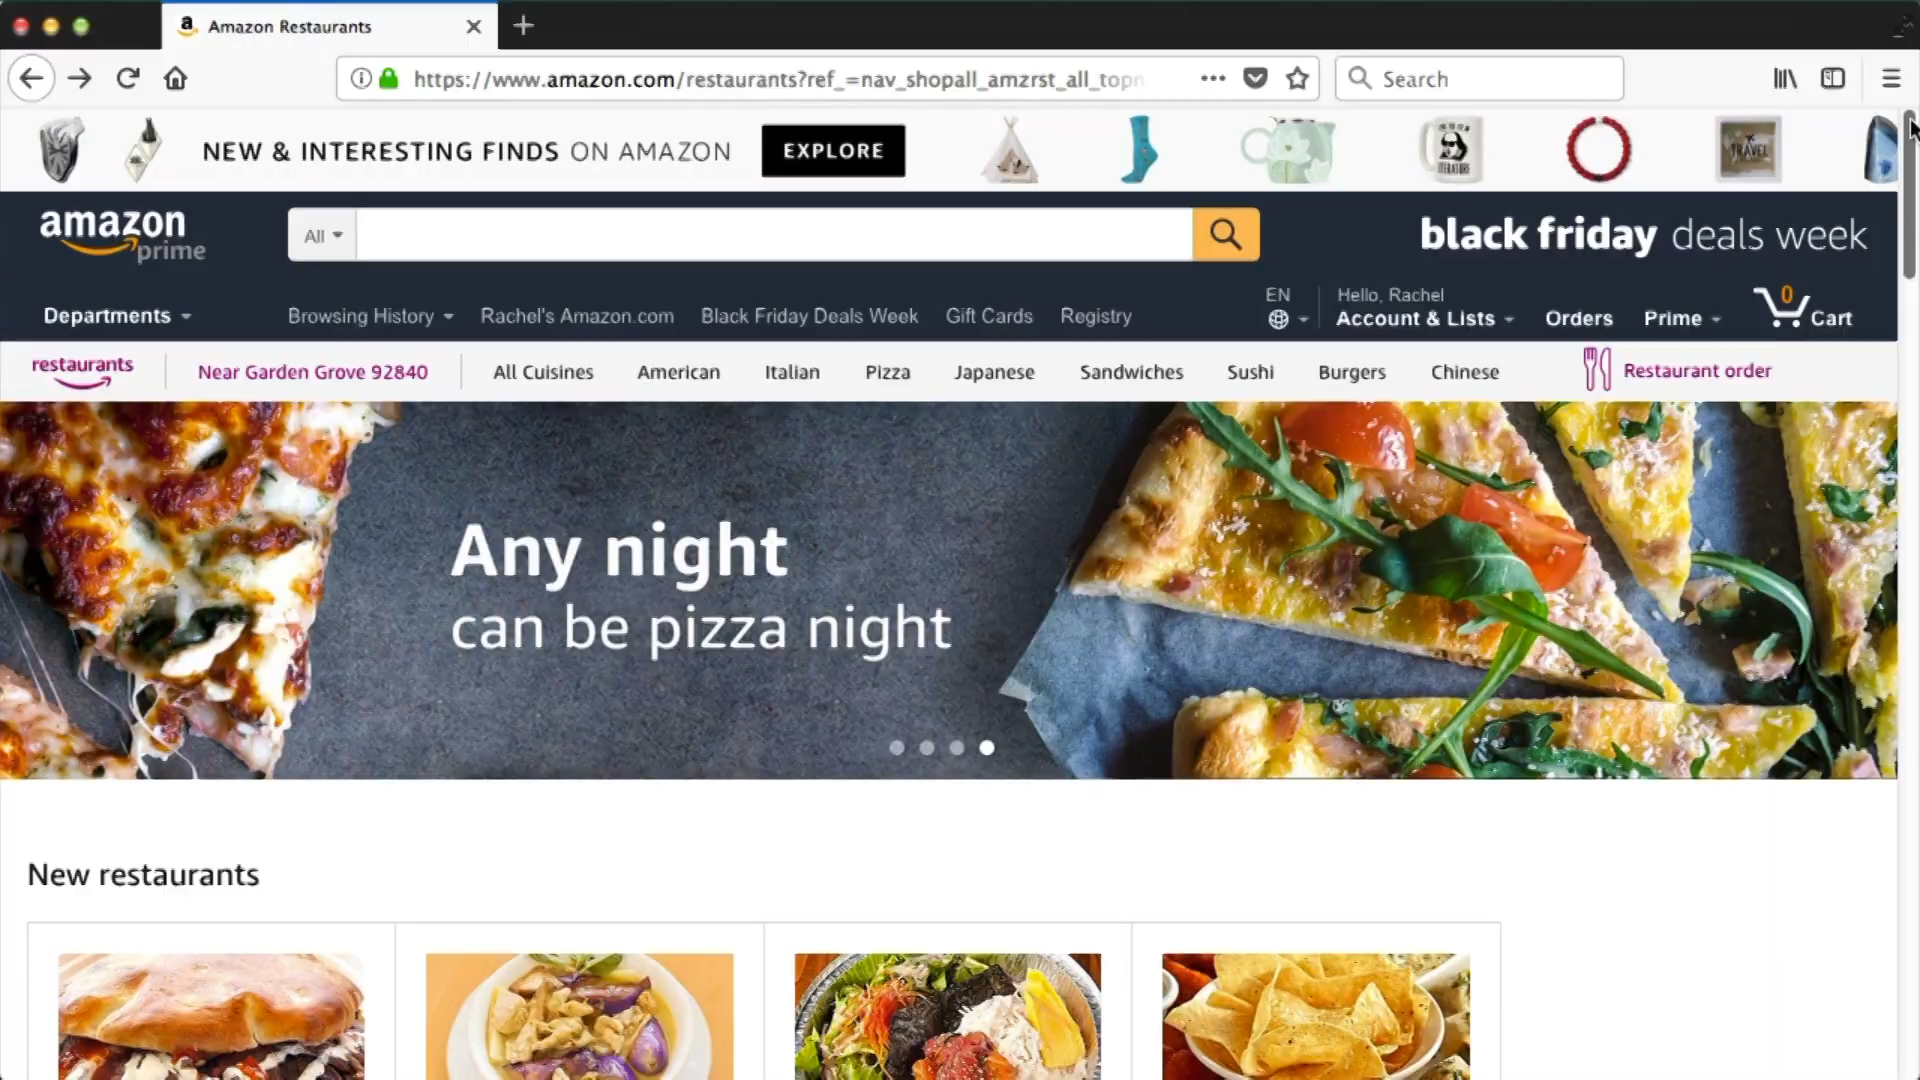 Amazon Restaurants
https://www.amazon.com/restaurants?ref_=nav_shopall_amzrst_all_topn
Search
NEW & INTERESTING FINDS ON AMAZON
EXPLORE
LITERATURE
TRAVEL
amazon prime
All
black friday deals week
Departments
Browsing History
Rachel's Amazon.com
Black Friday Deals Week
Gift Cards
Registry
EN
Hello, Rachel
Account & Lists
Orders
Prime
0
Cart
restaurants
Near Garden Grove 92840
All Cuisines
American
Italian
Pizza
Japanese
Sandwiches
Sushi
Burgers
Chinese
Restaurant order
Any night
can be pizza night
New restaurants